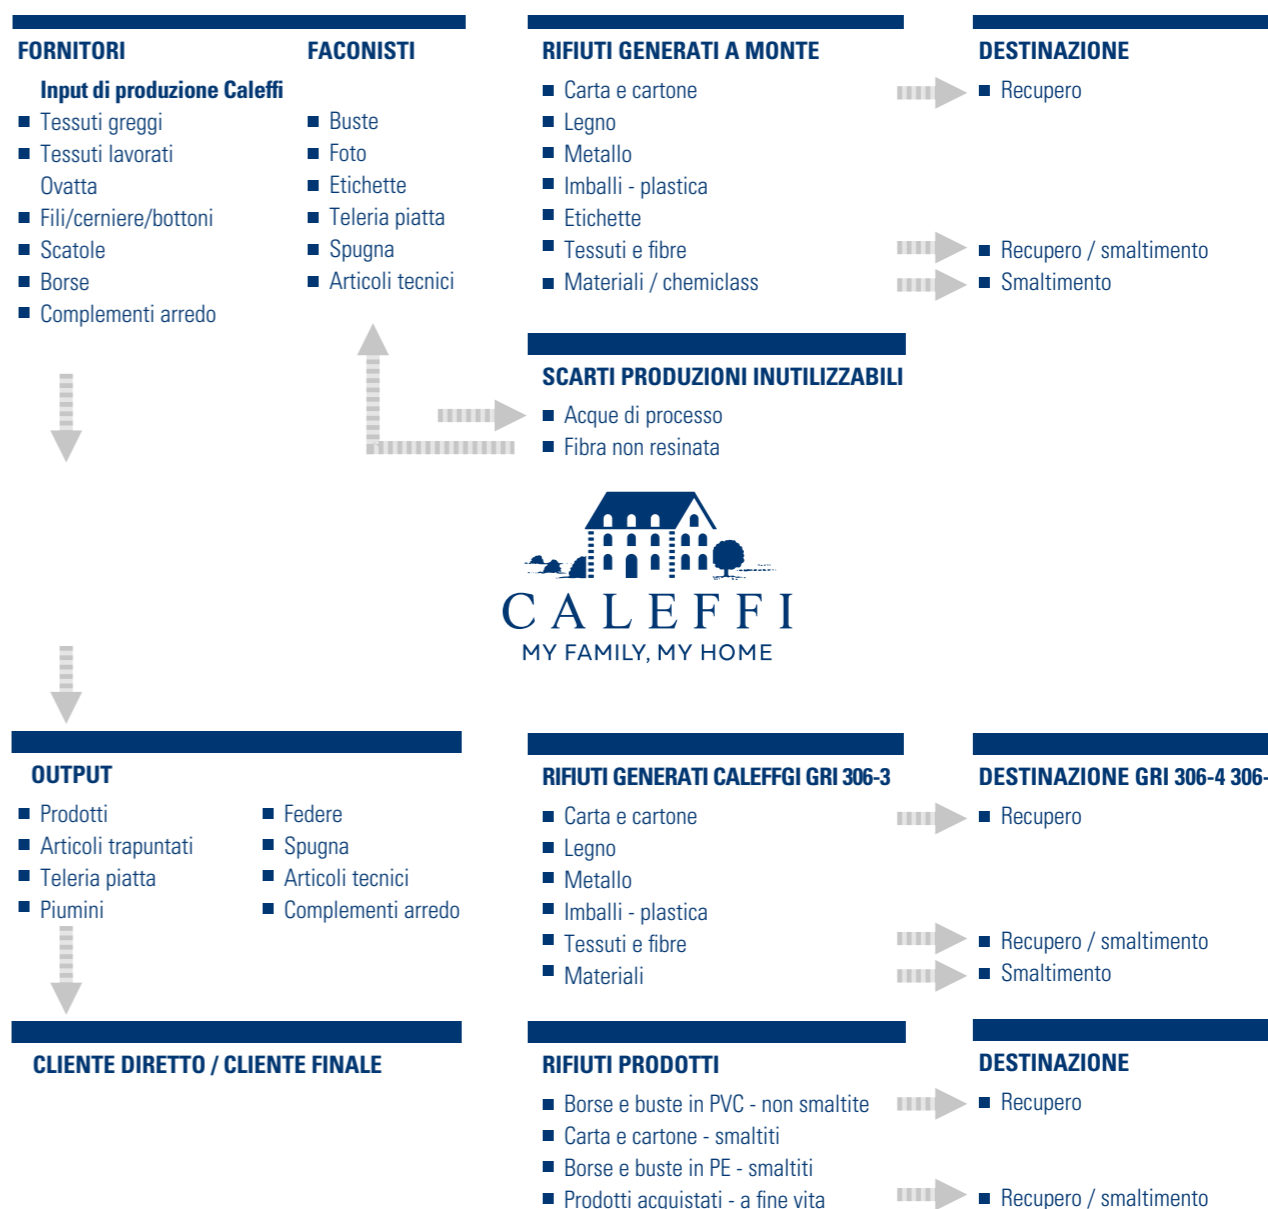 FORNITORI
Input di produzione Caleffi
Tessuti greggi
Tessuti lavorati
Ovatta
Fili/cerniere/bottoni
Scatole
Borse
Complementi arredo
FACONISTI
Buste
Foto
Etichette
Teleria piatta
Spugna
Articoli tecnici
RIFIUTI GENERATI A MONTE
Carta e cartone
Legno
Metallo
Imballi - plastica
Etichette
Tessuti e fibre
Materiali / chemiclass
DESTINAZIONE
Recupero
Recupero / smaltimento
Smaltimento
SCARTI PRODUZIONI INUTILIZZABILI
Acque di processo
Fibra non resinata
CALEFFI
MY FAMILY, MY HOME
OUTPUT
Prodotti
Articoli trapuntati
Teleria piatta
Piumini
Federe
Spugna
Articoli tecnici
Complementi arredo
RIFIUTI GENERATI CALEFFGI GRI 306-3
Carta e cartone
Legno
Metallo
Imballi - plastica
Tessuti e fibre
Materiali
DESTINAZIONE GRI 306-4 306-
Recupero
Recupero / smaltimento
Smaltimento
CLIENTE DIRETTO / CLIENTE FINALE
RIFIUTI PRODOTTI
Borse e buste in PVC - non smaltite
Carta e cartone - smaltiti
Borse e buste in PE - smaltiti
Prodotti acquistati - a fine vita
DESTINAZIONE
Recupero
Recupero / smaltimento